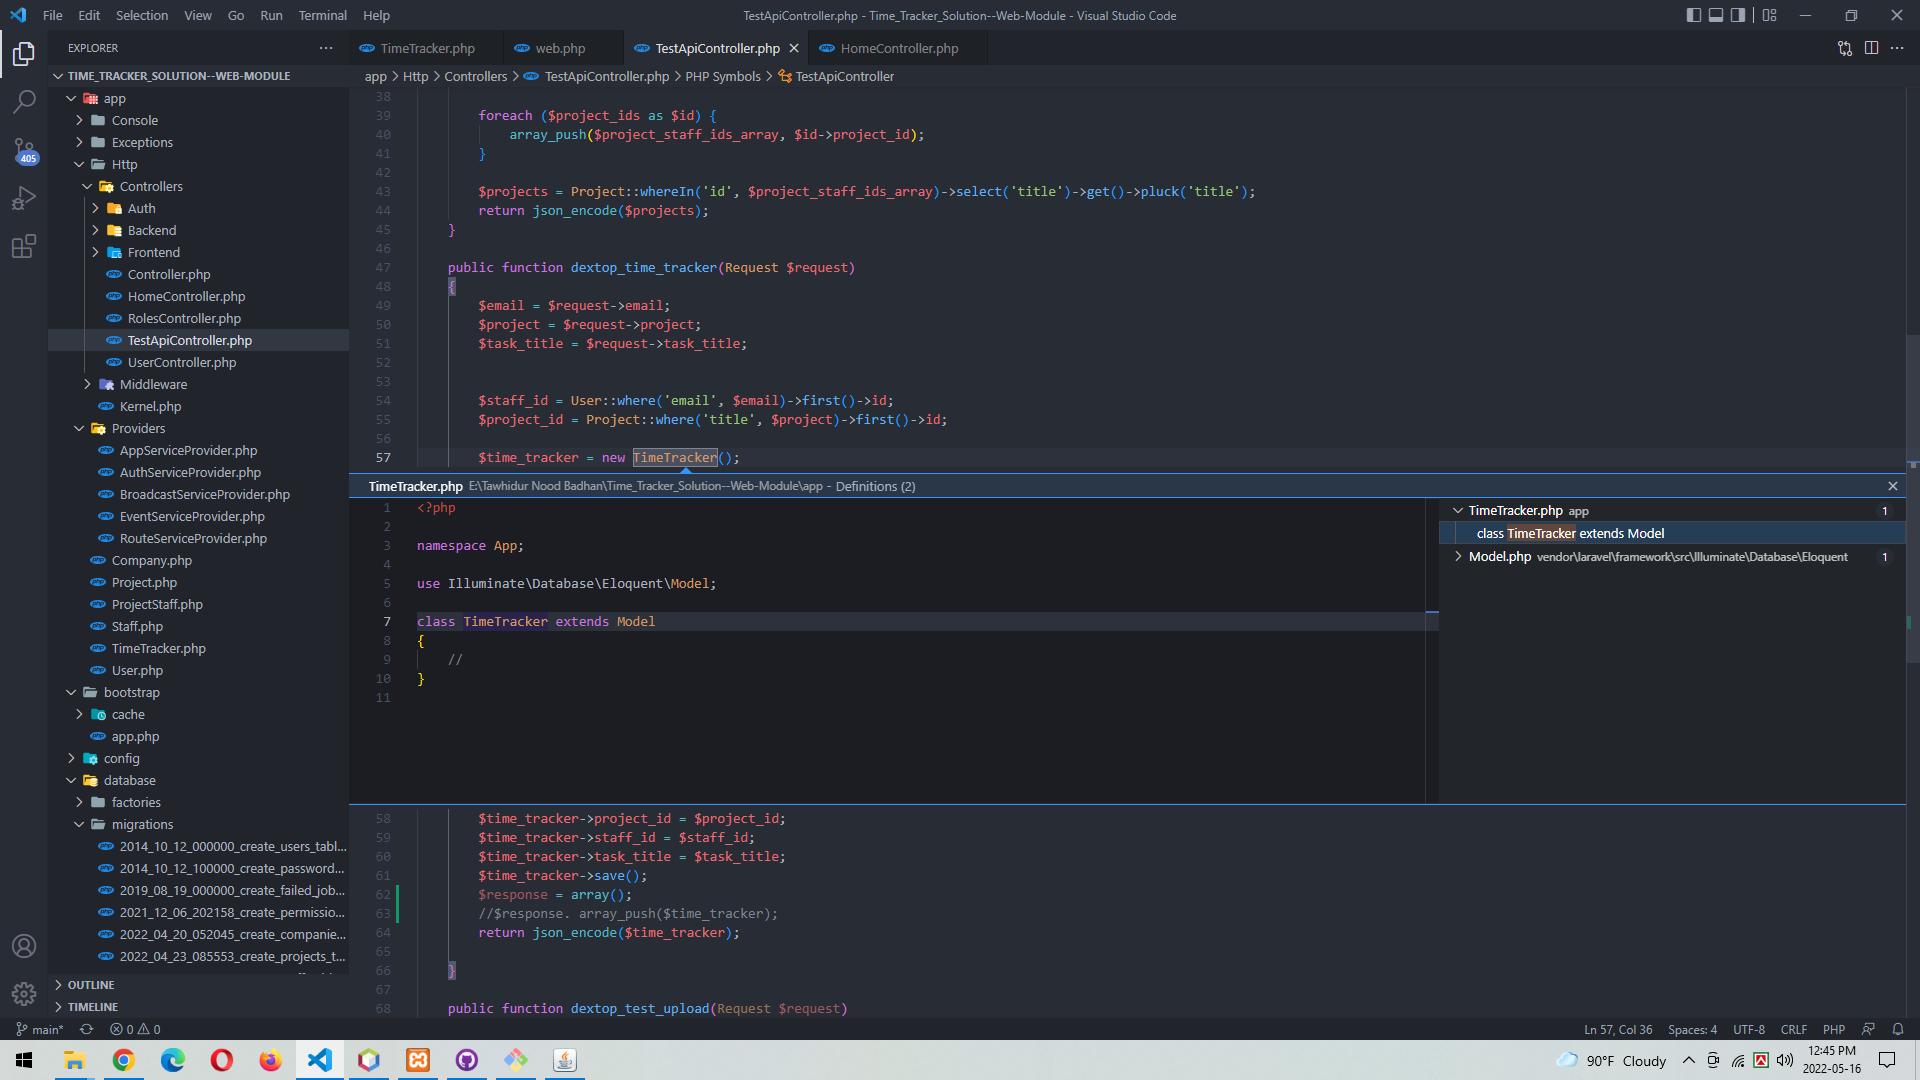 File Edit Selection View Go Run Terminal Help
TestApiController.php - Time_Tracker_Solution--Web-Module - Visual Studio Code
EXPLORER
TimeTracker.php
web.php
TestApiController.php
HomeController.php
TIME_TRACKER_SOLUTION--WEB-MODULE
app
Console
Exceptions
Http
Controllers
Auth
Backend
Frontend
Controller.php
HomeController.php
RolesController.php
TestApiController.php
UserController.php
Middleware
Kernel.php
Providers
AppServiceProvider.php
AuthServiceProvider.php
BroadcastServiceProvider.php
EventServiceProvider.php
RouteServiceProvider.php
Company.php
Project.php
ProjectStaff.php
Staff.php
TimeTracker.php
User.php
bootstrap
cache
app.php
config
database
factories
migrations
2014_10_12_000000_create_users_tabl...
2014_10_12_100000_create_password...
2019_08_19_000000_create_failed_job...
2021_12_06_202158_create_permissio...
2022_04_20_052045_create_companie...
2022_04_23_085553_create_projects_t...
OUTLINE
TIMELINE
405
app > Http > Controllers > TestApiController.php > PHP Symbols > TestApiController
38
39 foreach ($project_ids as $id) {
40 array_push($project_staff_ids_array, $id->project_id);
41 }
42
43 $projects = Project::whereIn('id', $project_staff_ids_array)->select('title')->get()->pluck('title');
44 return json_encode($projects);
45 }
46
47 public function dextop_time_tracker(Request $request)
48 {
49 $email = $request->email;
50 $project = $request->project;
51 $task_title = $request->task_title;
52
53
54 $staff_id = User::where('email', $email)->first()->id;
55 $project_id = Project::where('title', $project)->first()->id;
56
57 $time_tracker = new TimeTracker();
TimeTracker.php E:\Tawhidur Nood Badhan\Time_Tracker_Solution--Web-Module\app - Definitions (2)
1 <?php
2
3 namespace App;
4
5 use Illuminate\Database\Eloquent\Model;
6
7 class TimeTracker extends Model
8 {
9 //
10 }
11
TimeTracker.php app 1
class TimeTracker extends Model
Model.php vendor\laravel\framework\src\Illuminate\Database\Eloquent 1
58 $time_tracker->project_id = $project_id;
59 $time_tracker->staff_id = $staff_id;
60 $time_tracker->task_title = $task_title;
61 $time_tracker->save();
62 $response = array();
63 //$response. array_push($time_tracker);
64 return json_encode($time_tracker);
65
66 }
67
68 public function dextop_test_upload(Request $request)
main* 0 0
Ln 57, Col 36 Spaces: 4 UTF-8 CRLF PHP
90°F Cloudy
12:45 PM
2022-05-16